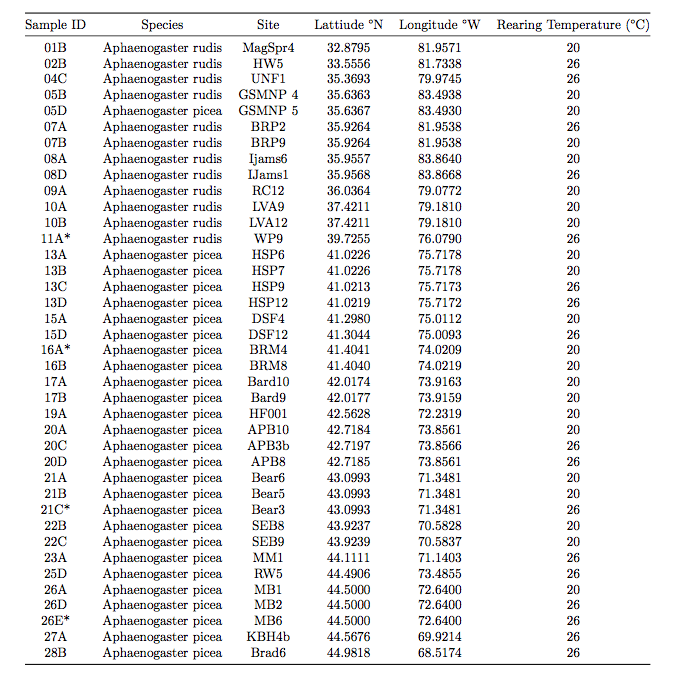 Sample ID Species Site Lattiude °N Longitude °W Rearing Temperature (°C)
01B Aphaenogaster rudis MagSpr4 32.8795 81.9571 20
02B Aphaenogaster rudis HW5 33.5556 81.7338 26
04C Aphaenogaster rudis UNF1 35.3693 79.9745 26
05B Aphaenogaster rudis GSMNP 4 35.6363 83.4938 20
05D Aphaenogaster picea GSMNP 5 35.6367 83.4930 20
07A Aphaenogaster rudis BRP2 35.9264 81.9538 26
07B Aphaenogaster rudis BRP9 35.9264 81.9538 20
08A Aphaenogaster rudis Ijams6 35.9557 83.8640 20
08D Aphaenogaster rudis IJams1 35.9568 83.8668 26
09A Aphaenogaster rudis RC12 36.0364 79.0772 20
10A Aphaenogaster rudis LVA9 37.4211 79.1810 20
10B Aphaenogaster rudis LVA12 37.4211 79.1810 20
11A* Aphaenogaster rudis WP9 39.7255 76.0790 26
13A Aphaenogaster picea HSP6 41.0226 75.7178 20
13B Aphaenogaster picea HSP7 41.0226 75.7178 20
13C Aphaenogaster picea HSP9 41.0213 75.7173 26
13D Aphaenogaster picea HSP12 41.0219 75.7172 26
15A Aphaenogaster picea DSF4 41.2980 75.0112 20
15D Aphaenogaster picea DSF12 41.3044 75.0093 26
16A* Aphaenogaster picea BRM4 41.4041 74.0209 20
16B Aphaenogaster picea BRM8 41.4040 74.0219 20
17A Aphaenogaster picea Bard10 42.0174 73.9163 20
17B Aphaenogaster picea Bard9 42.0177 73.9159 20
19A Aphaenogaster picea HF001 42.5628 72.2319 20
20A Aphaenogaster picea APB10 42.7184 73.8561 20
20C Aphaenogaster picea APB3b 42.7197 73.8566 26
20D Aphaenogaster picea APB8 42.7185 73.8561 26
21A Aphaenogaster picea Bear6 43.0993 71.3481 20
21B Aphaenogaster picea Bear5 43.0993 71.3481 20
21C* Aphaenogaster picea Bear3 43.0993 71.3481 26
22B Aphaenogaster picea SEB8 43.9237 70.5828 20
22C Aphaenogaster picea SEB9 43.9239 70.5837 20
23A Aphaenogaster picea MM1 44.1111 71.1403 26
25D Aphaenogaster picea RW5 44.4906 73.4855 26
26A Aphaenogaster picea MB1 44.5000 72.6400 20
26D Aphaenogaster picea MB2 44.5000 72.6400 26
26E* Aphaenogaster picea MB6 44.5000 72.6400 26
27A Aphaenogaster picea KBH4b 44.5676 69.9214 26
28B Aphaenogaster picea Brad6 44.9818 68.5174 26